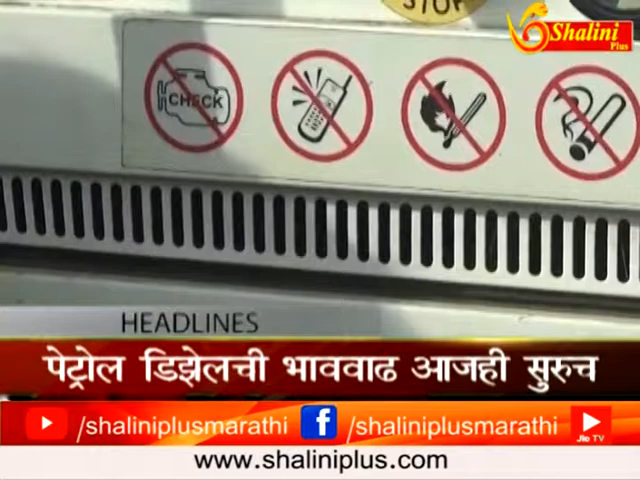 STOP
Shalini
Plus
CHECK
HEADLINES
पेट्रोल डिझेलची भाववाढ आजही सुरुच
/shaliniplusmarathi /shaliniplusmarathi
Jio TV
www.shaliniplus.com